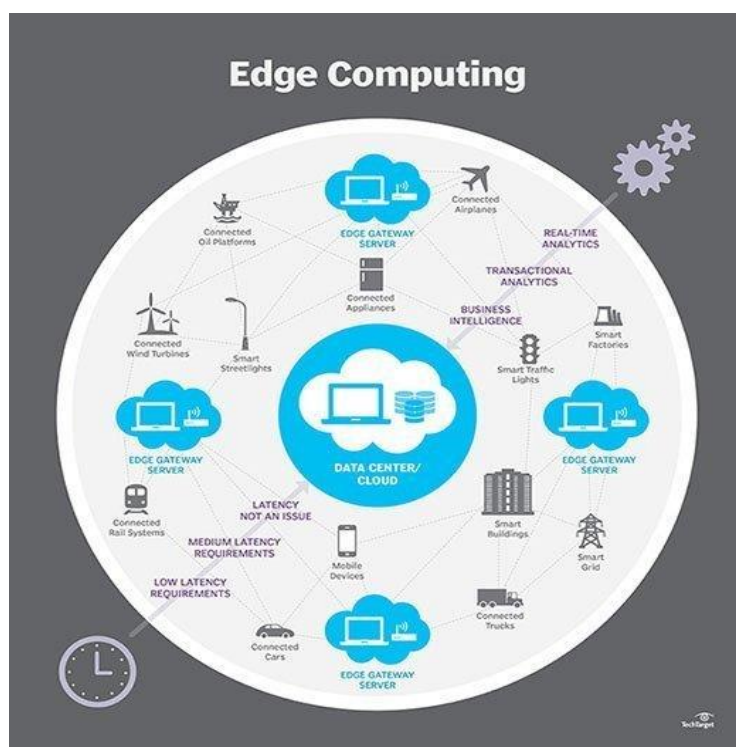 Edge Computing
Connected
Oil Platforms
EDGE GATEWAY
SERVER
Connected
Airplanes
REAL-TIME
ANALYTICS
TRANSACTIONAL
ANALYTICS
BUSINESS
INTELLIGENCE
Connected
Appliances
Connected
Wind Turbines
Smart
Streetlights
Smart Traffic
Lights
Smart
Factories
EDGE GATEWAY
SERVER
DATA CENTER/
CLOUD
EDGE GATEWAY
SERVER
Connected
Rail Systems
LATENCY
NOT AN ISSUE
MEDIUM LATENCY
REQUIREMENTS
LOW LATENCY
REQUIREMENTS
Mobile
Devices
Smart
Buildings
Smart
Grid
Connected
Cars
EDGE GATEWAY
SERVER
Connected
Trucks
TechTarget